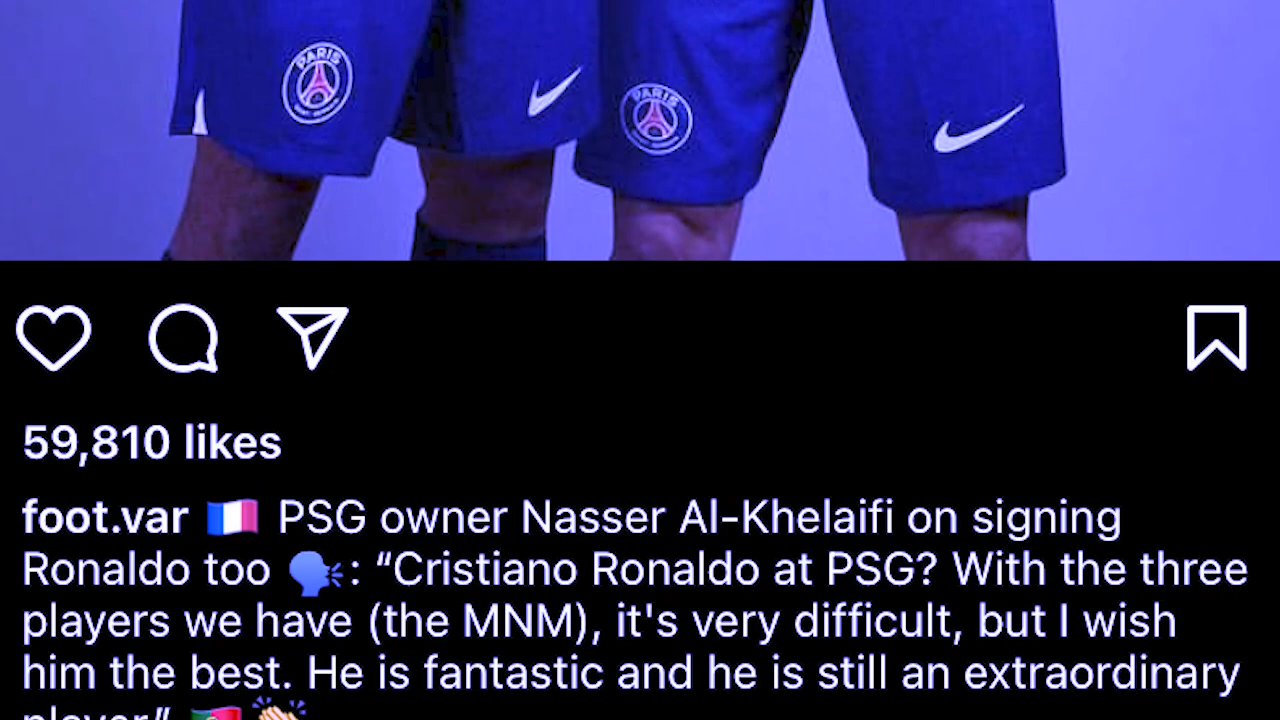 PARIS
PARIS
59,810 likes
foot.var 🇫🇷 PSG owner Nasser Al-Khelaifi on signing
Ronaldo too 🗣️: “Cristiano Ronaldo at PSG? With the three
players we have (the MNM), it's very difficult, but I wish
him the best. He is fantastic and he is still an extraordinary
player” 🇵🇹 👏🏻